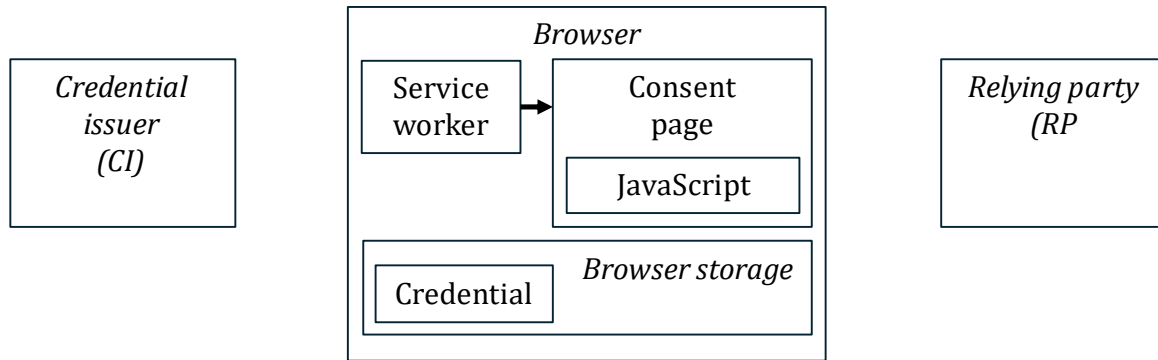 Browser
Credential
issuer
(CI)
Service
worker
Consent
page
JavaScript
Relying party
(RP
Browser storage
Credential